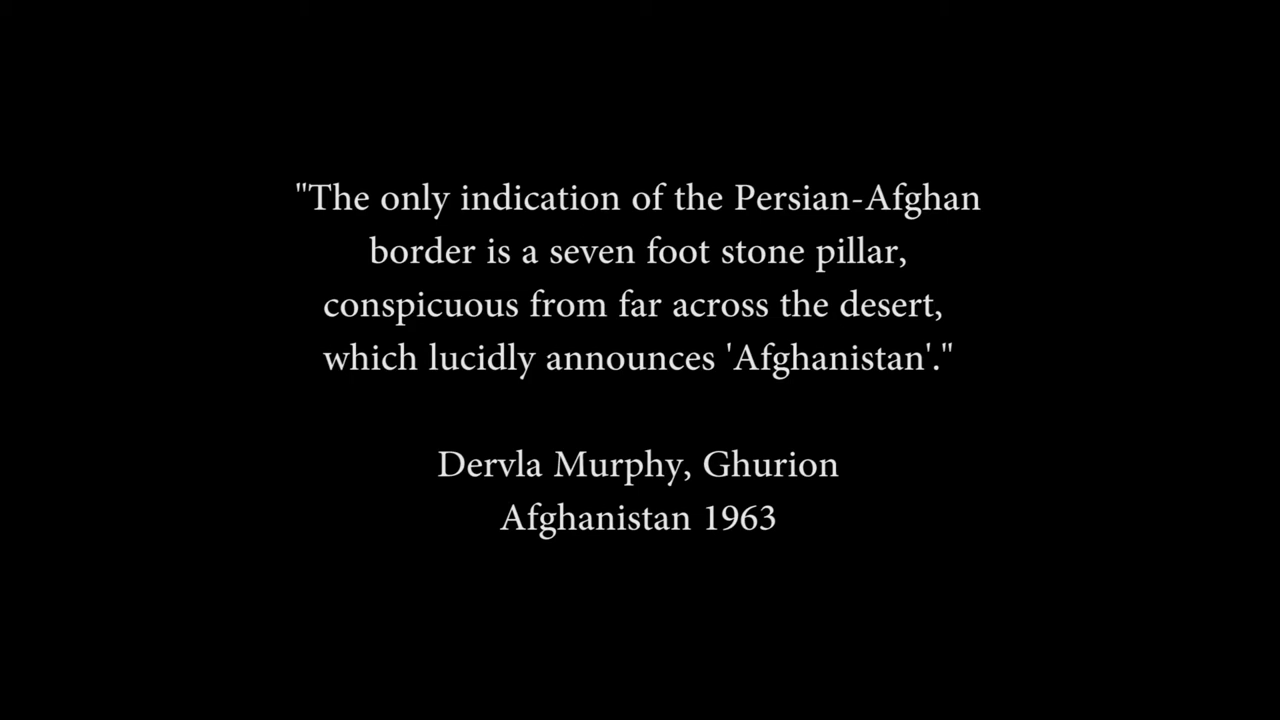 "The only indication of the Persian-Afghan
border is a seven foot stone pillar,
conspicuous from far across the desert,
which lucidly announces 'Afghanistan'."
Dervla Murphy, Ghurion
Afghanistan 1963